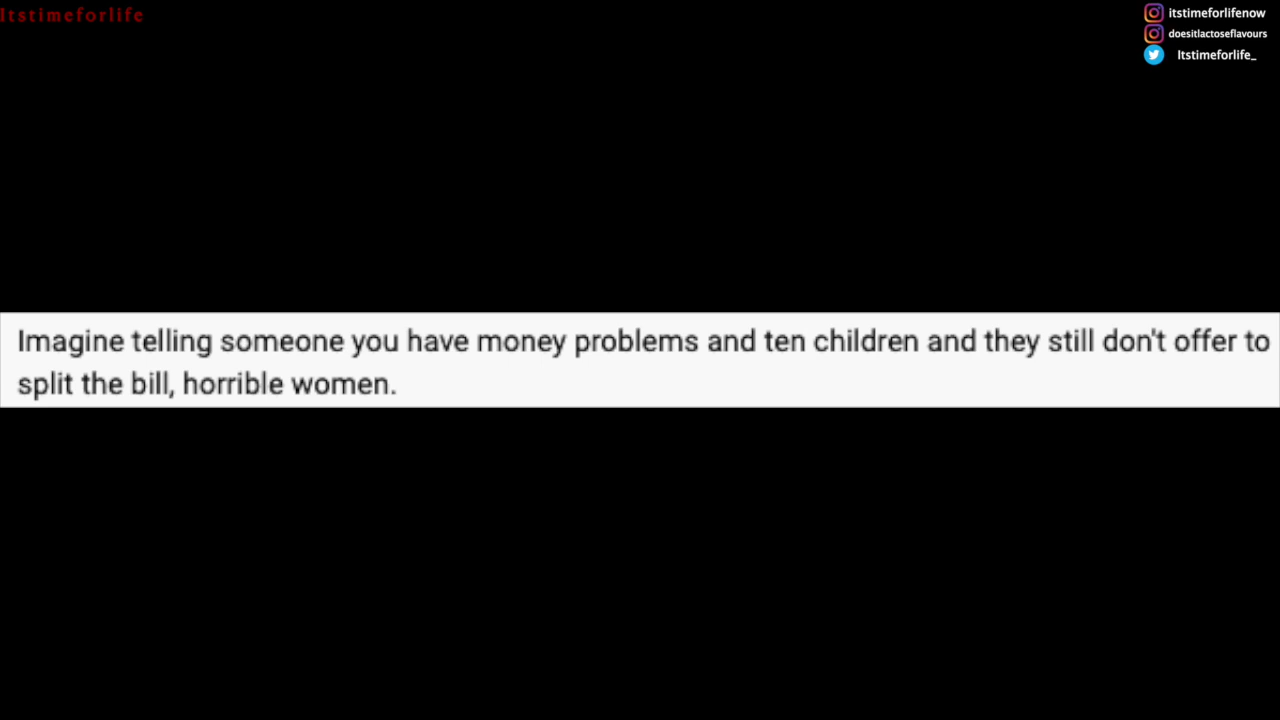 Itstimeforlife
itstimeforlifenow
doesitlactoseflavours
Itstimeforlife_
Imagine telling someone you have money problems and ten children and they still don't offer to
split the bill, horrible women.